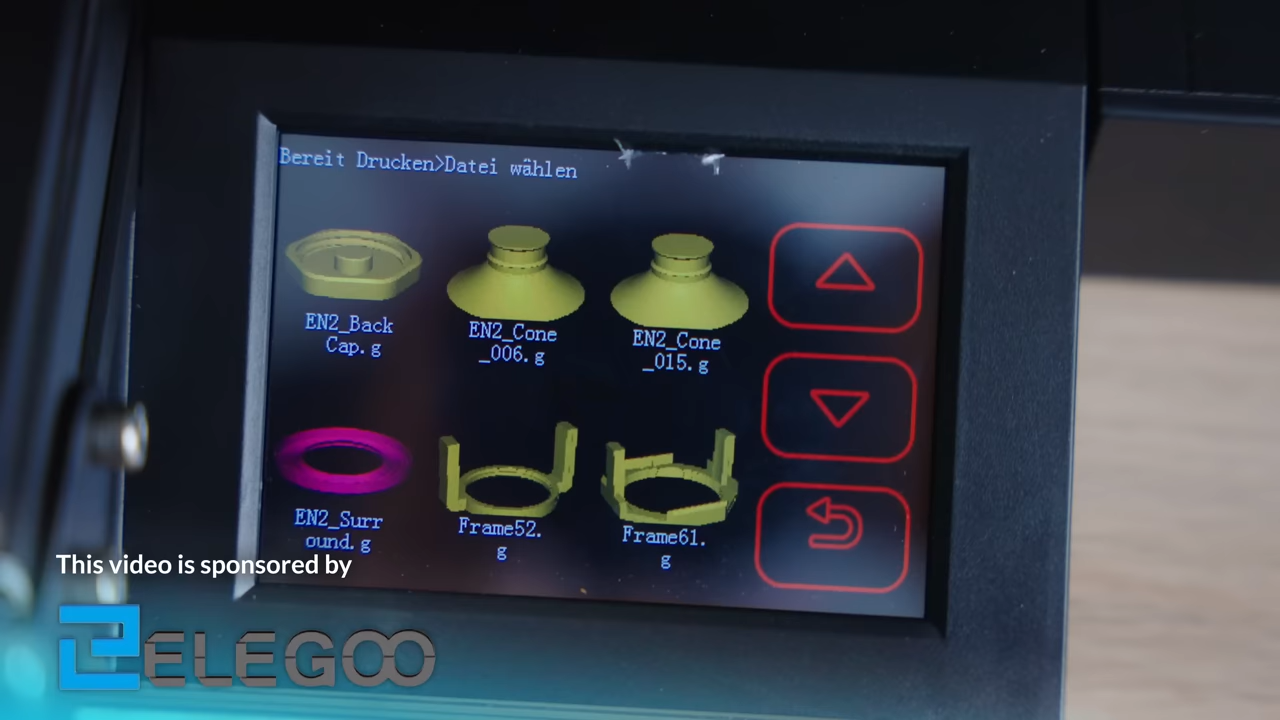 Bereit Drucken>Datei wählen
EN2_Back
Cap.g
EN2_Cone
_006.g
EN2_Cone
_015.g
EN2_Surr
ound.g
Frame52.
g
Frame61.
g
This video is sponsored by
ELEGOO